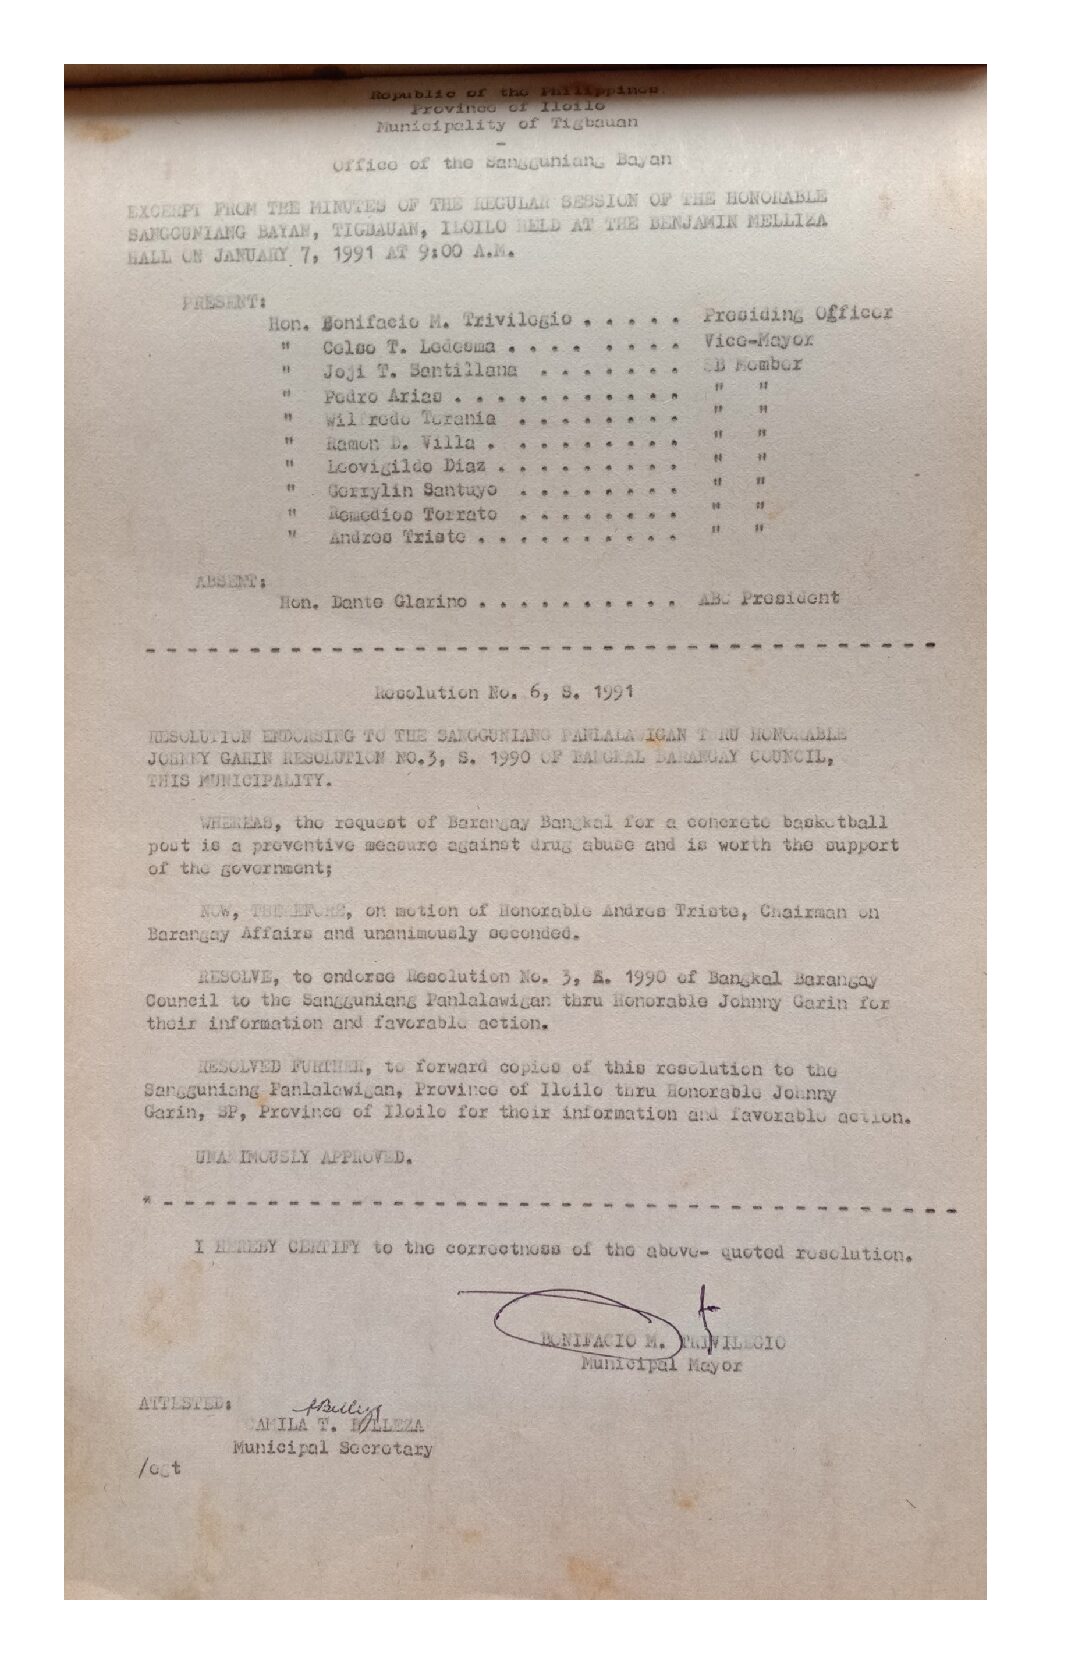 Republic of the Philippines
Province of Iloilo
Municipality of Tigbauan
-
Office of the Sangguniang Bayan
EXCERPT FROM THE MINUTES OF THE REGULAR SESSION OF THE HONORABLE
SANGGUNIANG BAYAN, TIGBAUAN, ILOILO HELD AT THE BENJAMIN MELLIZA
HALL ON JANUARY 7, 1991 AT 9:00 A.M.
PRESENT:
Hon. Bonifacio M. Trivilegio . . . . . Presiding Officer
" Celso T. Ledesma . . . . . . . . Vice-Mayor
" Joji T. Santillana . . . . . . . SB Member
" Pedro Arias . . . . . . . . . . . " "
" Wilfredo Torania . . . . . . . . " "
" Ramon D. Villa . . . . . . . . . . " "
" Leovigildo Diaz . . . . . . . . . " "
" Gerrylin Santuyo . . . . . . . . " "
" Remedios Torrato . . . . . . . . " "
" Andres Triste . . . . . . . . . . " "
ABSENT:
Hon. Dante Glarino . . . . . . . . . . ABC President
- - - - - - - - - - - - - - - - - - - - - - - - - - - - - - - - - - - - - - -
Resolution No. 6, S. 1991
RESOLUTION ENDORSING TO THE SANGGUNIANG PANLALAWIGAN THRU HONORABLE
JOHNNY GARIN RESOLUTION NO.3, S. 1990 OF BANGKAL BARANGAY COUNCIL,
THIS MUNICIPALITY.
WHEREAS, the request of Barangay Bangkal for a concrete basketball
post is a preventive measure against drug abuse and is worth the support
of the government;
NOW, THEREFORE, on motion of Honorable Andres Triste, Chairman on
Barangay Affairs and unanimously seconded.
RESOLVE, to endorse Resolution No. 3, S. 1990 of Bangkal Barangay
Council to the Sangguniang Panlalawigan thru Honorable Johnny Garin for
their information and favorable action.
RESOLVED FURTHER, to forward copies of this resolution to the
Sangguniang Panlalawigan, Province of Iloilo thru Honorable Johnny
Garin, SP, Province of Iloilo for their information and favorable action.
UNANIMOUSLY APPROVED.
*- - - - - - - - - - - - - - - - - - - - - - - - - - - - - - - - - - - - - - -
I HEREBY CERTIFY to the correctness of the above- quoted resolution.
BONIFACIO M. TRIVILEGIO
Municipal Mayor
ATTESTED:
CAMILA T. BELLEZA
Municipal Secretary